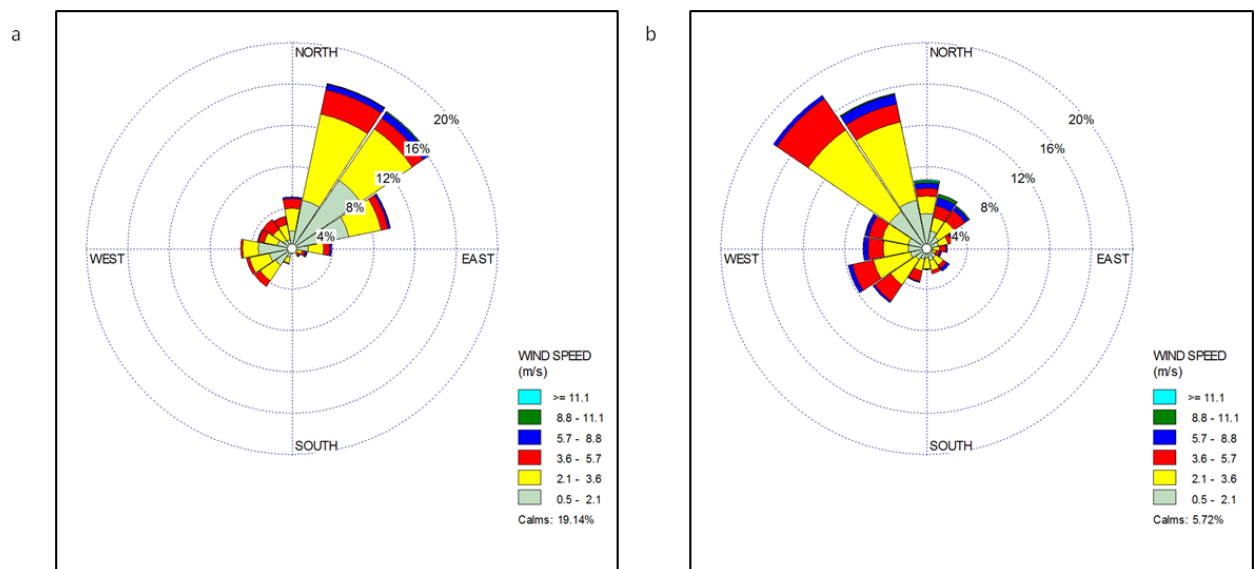 a
NORTH
20%
16%
12%
8%
4%
WEST
EAST
SOUTH
WIND SPEED
(m/s)
>= 11.1
8.8 - 11.1
5.7 - 8.8
3.6 - 5.7
2.1 - 3.6
0.5 - 2.1
Calms: 19.14%
b
NORTH
20%
16%
12%
8%
4%
WEST
EAST
SOUTH
WIND SPEED
(m/s)
>= 11.1
8.8 - 11.1
5.7 - 8.8
3.6 - 5.7
2.1 - 3.6
0.5 - 2.1
Calms: 5.72%